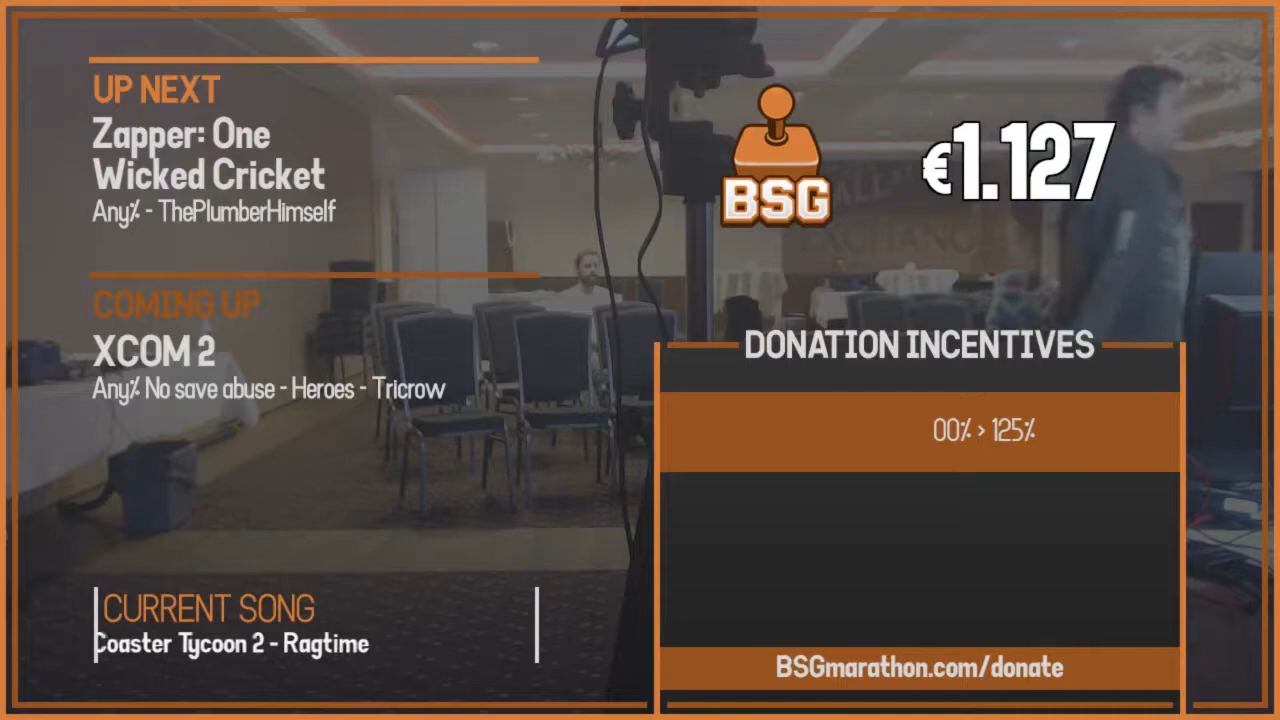 UP NEXT
Zapper: One
Wicked Cricket
Any% - ThePlumberHimself
COMING UP
XCOM 2
Any% No save abuse - Heroes - Tricrow
CURRENT SONG
Coaster Tycoon 2 - Ragtime
BSG
€1.127
EXCHANG
DONATION INCENTIVES
00% > 125%
BSGmarathon.com/donate